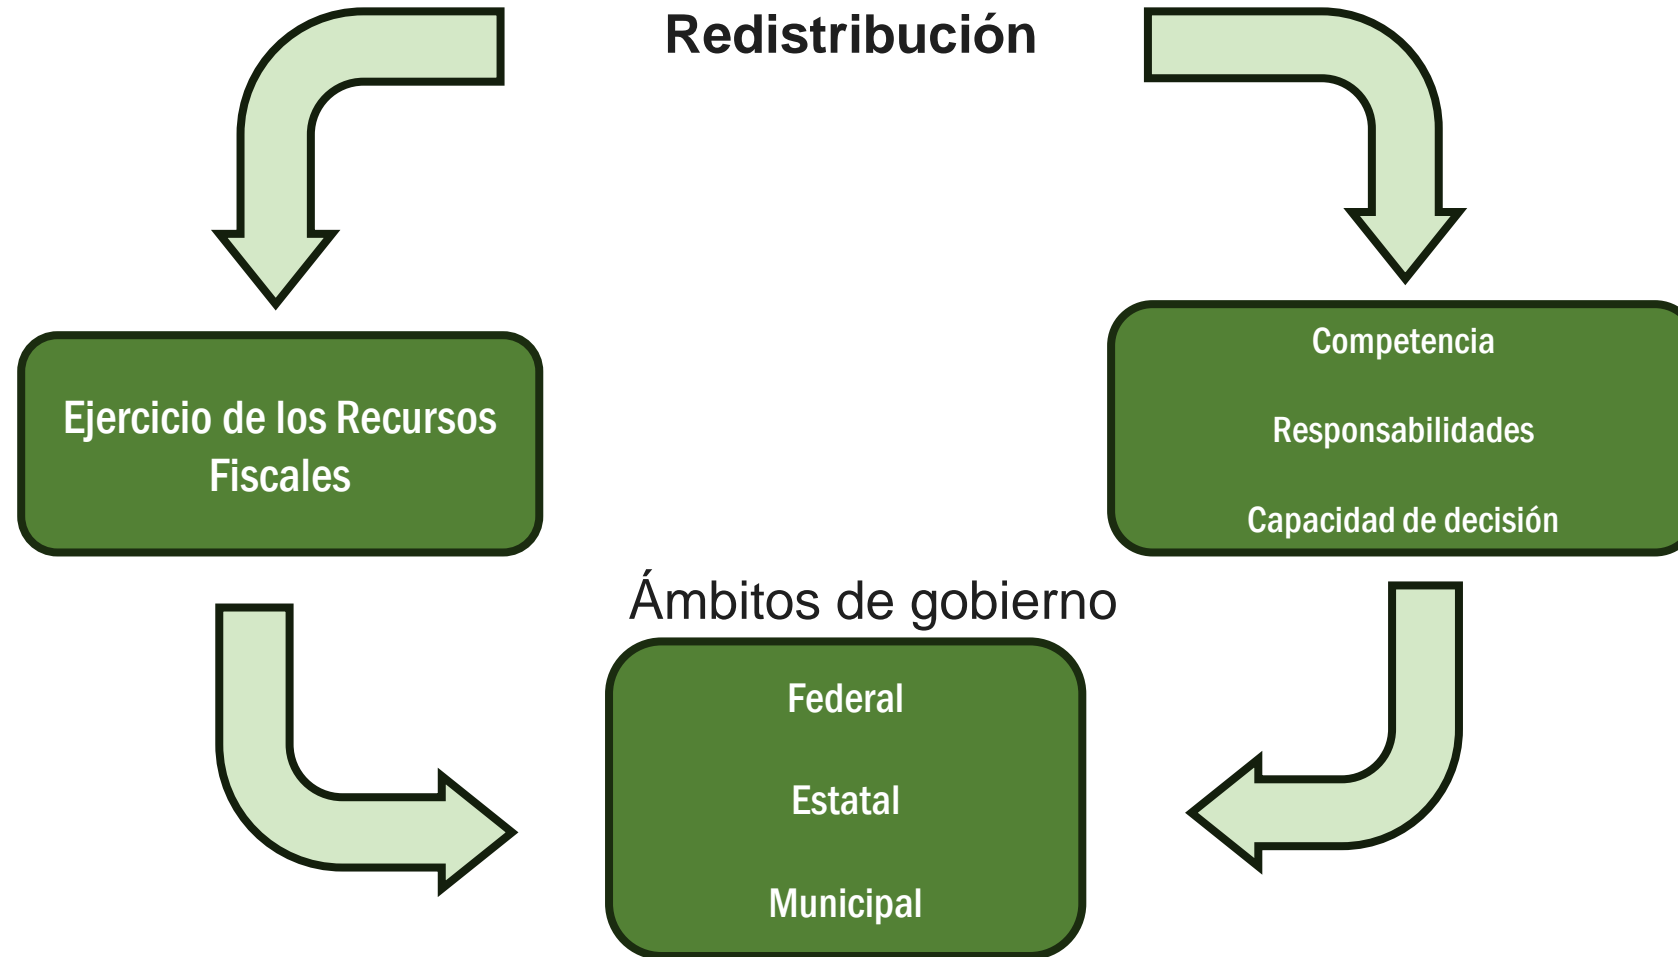 Redistribución
Ejercicio de los Recursos
Fiscales
Competencia
Responsabilidades
Capacidad de decisión
Ámbitos de gobierno
Federal
Estatal
Municipal